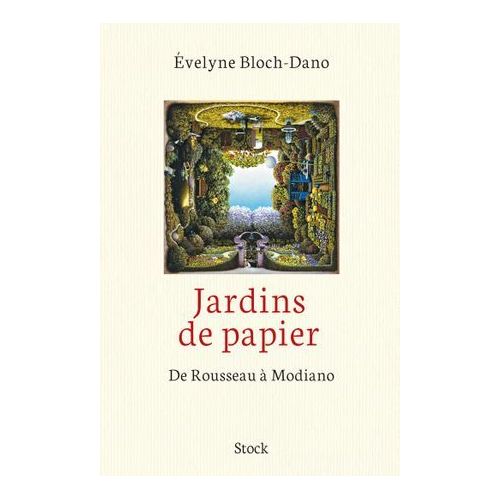 Évelyne Bloch-Dano
Jardins
de papier
De Rousseau à Modiano
Stock